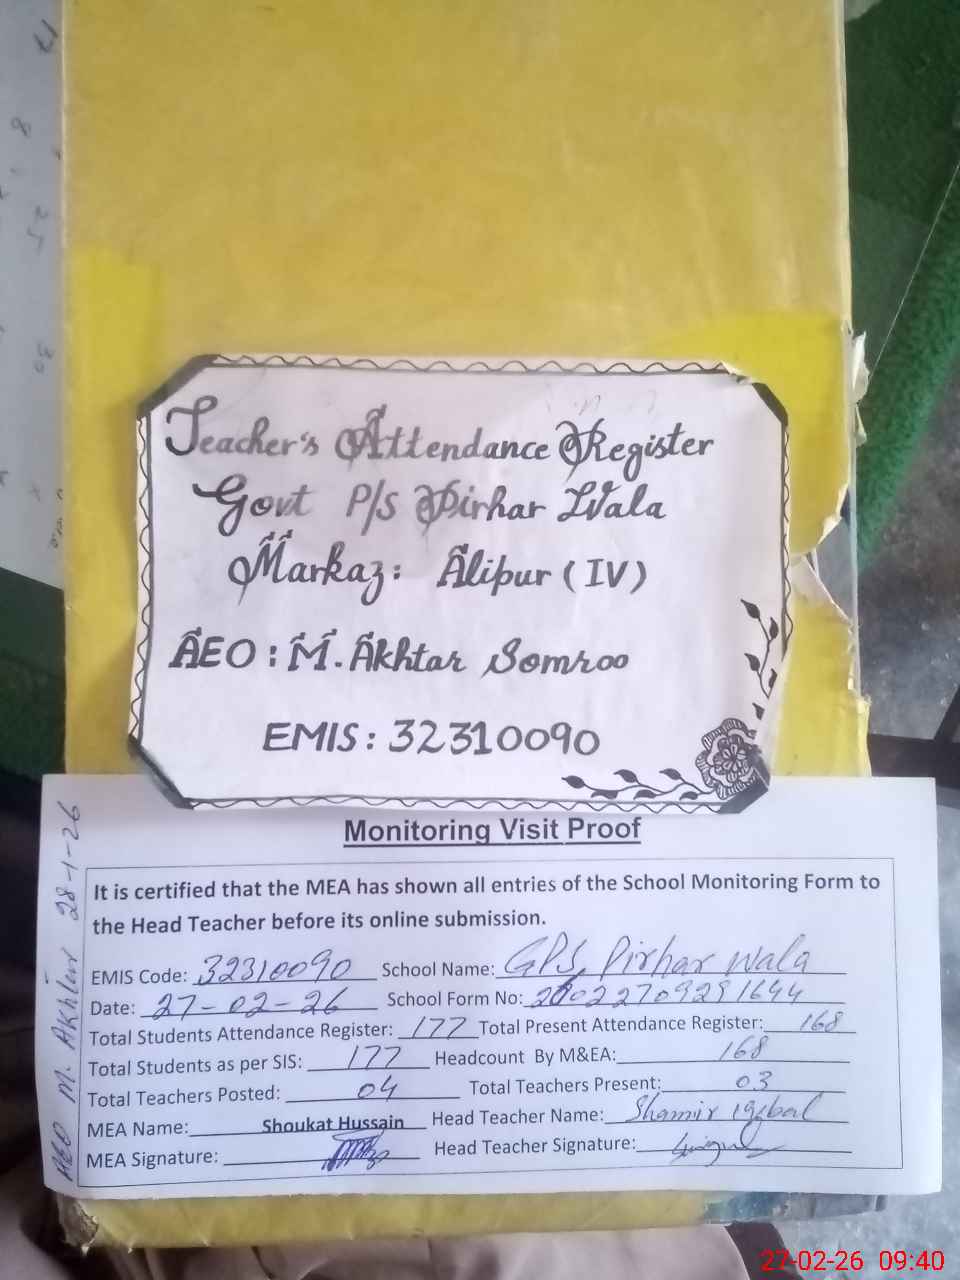 Teacher's Attendance Register
Govt P/S Pirhar Wala
Markaz: Alipur (IV)
AEO: M. Akhtar Somroo
EMIS: 32310090
Monitoring Visit Proof
It is certified that the MEA has shown all entries of the School Monitoring Form to
the Head Teacher before its online submission.
EMIS Code: 32310090 School Name: GPS, Pirhar Wala
Date: 27-02-26 School Form No:
Total Students Attendance Register: 177 Total Present Attendance Register: 168
Total Students as per SIS: 177 Headcount By M&EA: 168
Total Teachers Posted: 04 Total Teachers Present: 03
MEA Name: Shoukat Hussain Head Teacher Name: Shamir iqbal
MEA Signature: Head Teacher Signature:
AEO M. Akhtar 28-1-26
27-02-26 09:40